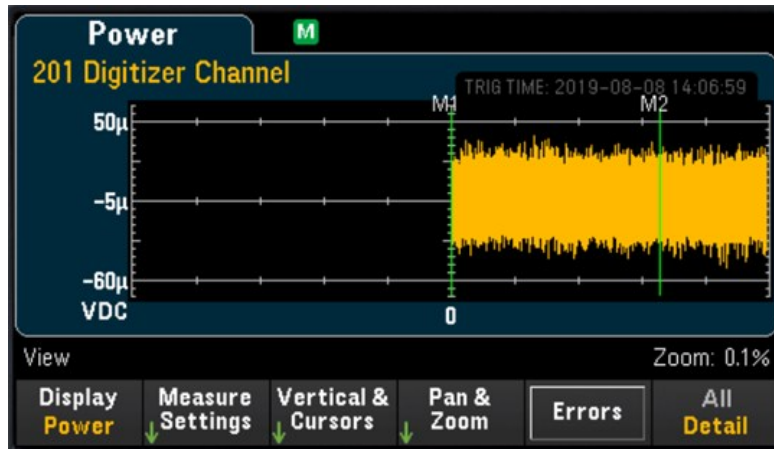 Power M
201 Digitizer Channel
TRIG TIME: 2019-08-08 14:06:59
M1 M2
50µ
-5µ
-60µ
VDC 0
View Zoom: 0.1%
Display Measure Vertical & Pan & Errors All
Power Settings Cursors Zoom Detail